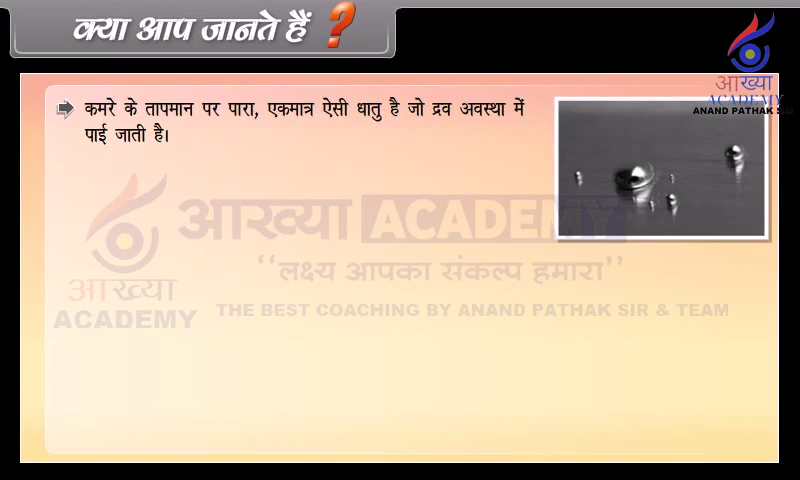 क्या आप जानते हैं ?
आख्या
ACADEMY
ANAND PATHAK SIR
कमरे के तापमान पर पारा, एकमात्र ऐसी धातु है जो द्रव अवस्था में
पाई जाती है।
आख्या ACADEMY
‘‘लक्ष्य आपका संकल्प हमारा’’
आख्या
ACADEMY
THE BEST COACHING BY ANAND PATHAK SIR & TEAM